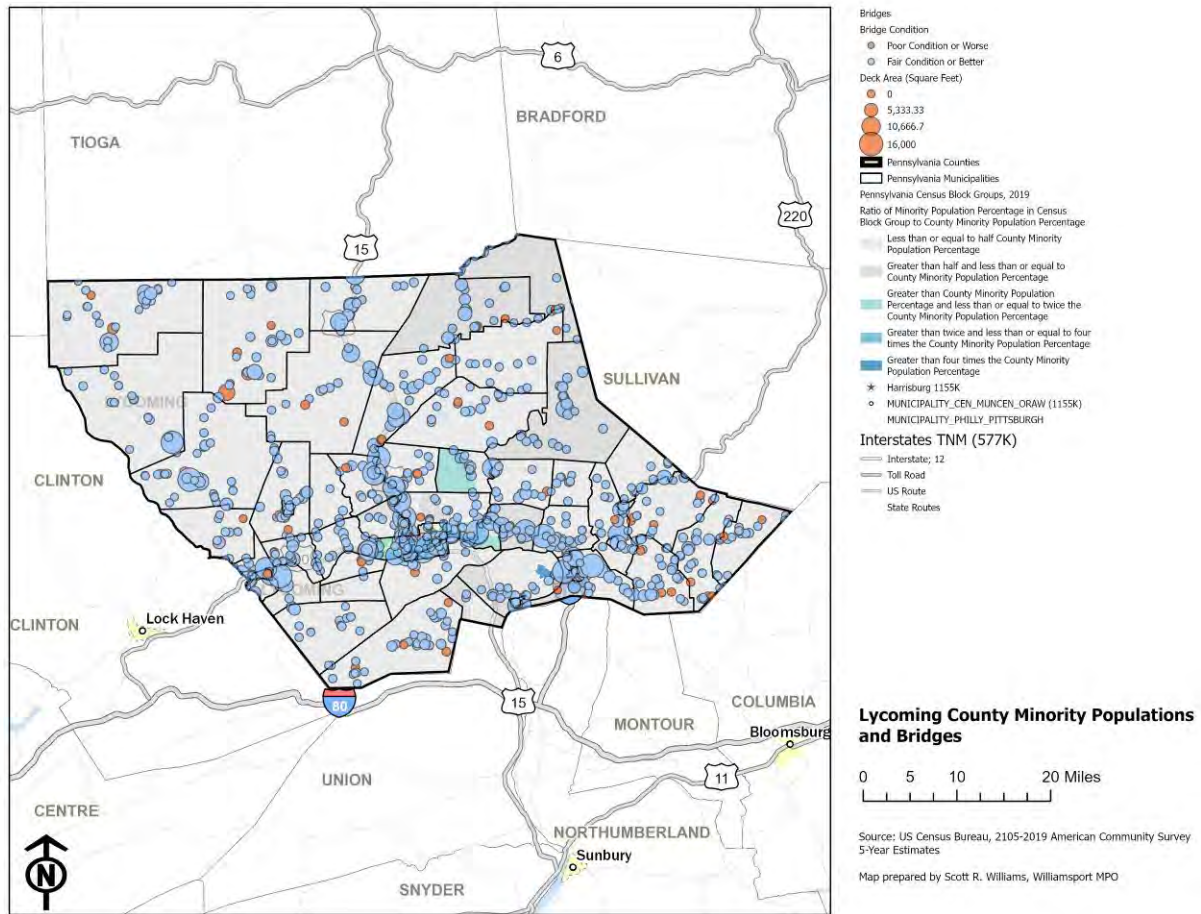 6
BRADFORD
TIOGA
220
15
SULLIVAN
CLINTON
CLINTON
Lock Haven
80
15
COLUMBIA
MONTOUR
Bloomsburg
11
UNION
CENTRE
NORTHUMBERLAND
Sunbury
SNYDER
N
Bridges
Bridge Condition
Poor Condition or Worse
Fair Condition or Better
Deck Area (Square Feet)
0
5,333.33
10,666.7
16,000
Pennsylvania Counties
Pennsylvania Municipalities
Pennsylvania Census Block Groups, 2019
Ratio of Minority Population Percentage in Census
Block Group to County Minority Population Percentage
Less than or equal to half County Minority
Population Percentage
Greater than half and less than or equal to
County Minority Population Percentage
Greater than County Minority Population
Percentage and less than or equal to twice the
County Minority Population Percentage
Greater than twice and less than or equal to four
times the County Minority Population Percentage
Greater than four times the County Minority
Population Percentage
Harrisburg 1155K
MUNICIPALITY_CEN_MUNCEN_ORAW (1155K)
MUNICIPALITY_PHILLY_PITTSBURGH
Interstates TNM (577K)
Interstate; 12
Toll Road
US Route
State Routes
Lycoming County Minority Populations
and Bridges
0 5 10 20 Miles
Source: US Census Bureau, 2105-2019 American Community Survey
5-Year Estimates
Map prepared by Scott R. Williams, Williamsport MPO